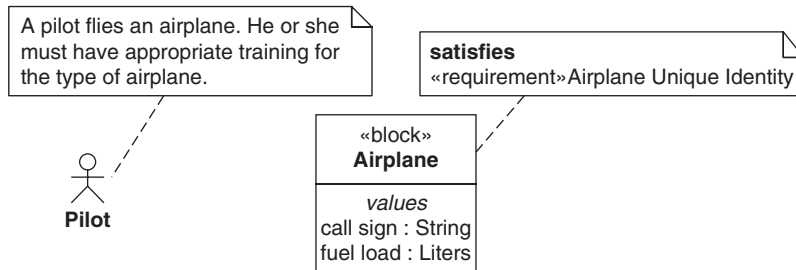 A pilot flies an airplane. He or she
must have appropriate training for
the type of airplane.
satisfies
«requirement»Airplane Unique Identity
«block»
Airplane
values
call sign : String
fuel load : Liters
Pilot